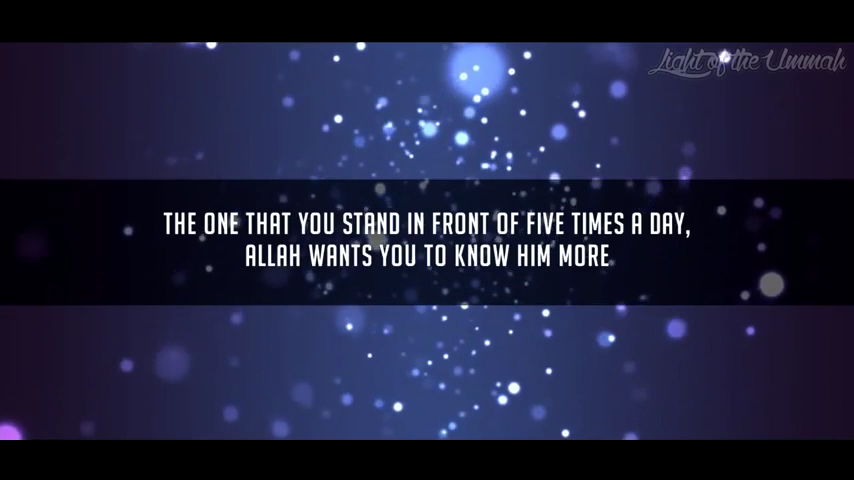 Light of the Ummah
THE ONE THAT YOU STAND IN FRONT OF FIVE TIMES A DAY,
ALLAH WANTS YOU TO KNOW HIM MORE